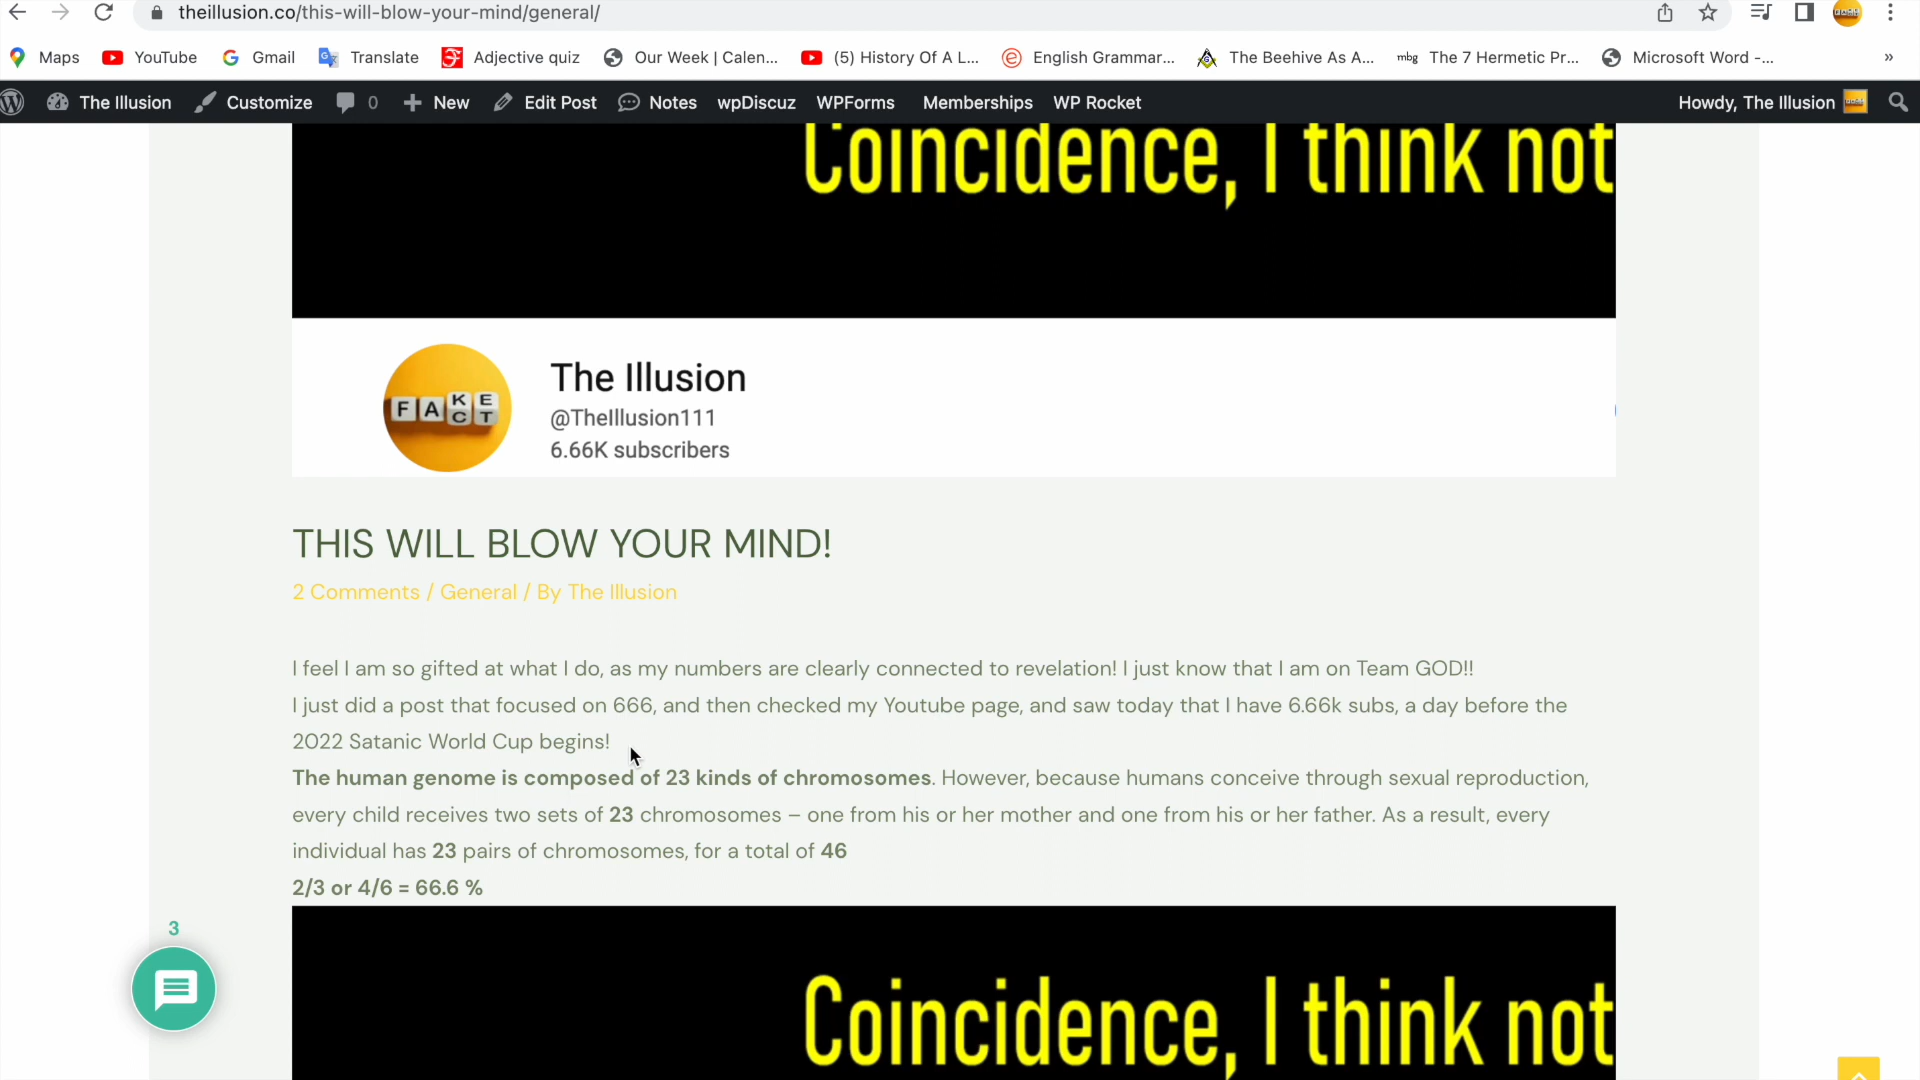 theillusion.co/this-will-blow-your-mind/general/
Maps YouTube Gmail Translate Adjective quiz Our Week | Calen... (5) History Of A L... English Grammar... The Beehive As A... mbg The 7 Hermetic Pr... Microsoft Word -... »
The Illusion Customize 0 New Edit Post Notes wpDiscuz WPForms Memberships WP Rocket Howdy, The Illusion
Coincidence, I think not
FAKE
CT
The Illusion
@TheIllusion111
6.66K subscribers
THIS WILL BLOW YOUR MIND!
2 Comments / General / By The Illusion
I feel I am so gifted at what I do, as my numbers are clearly connected to revelation! I just know that I am on Team GOD!!
I just did a post that focused on 666, and then checked my Youtube page, and saw today that I have 6.66k subs, a day before the
2022 Satanic World Cup begins!
The human genome is composed of 23 kinds of chromosomes. However, because humans conceive through sexual reproduction,
every child receives two sets of 23 chromosomes – one from his or her mother and one from his or her father. As a result, every
individual has 23 pairs of chromosomes, for a total of 46
2/3 or 4/6 = 66.6 %
3
Coincidence, I think not